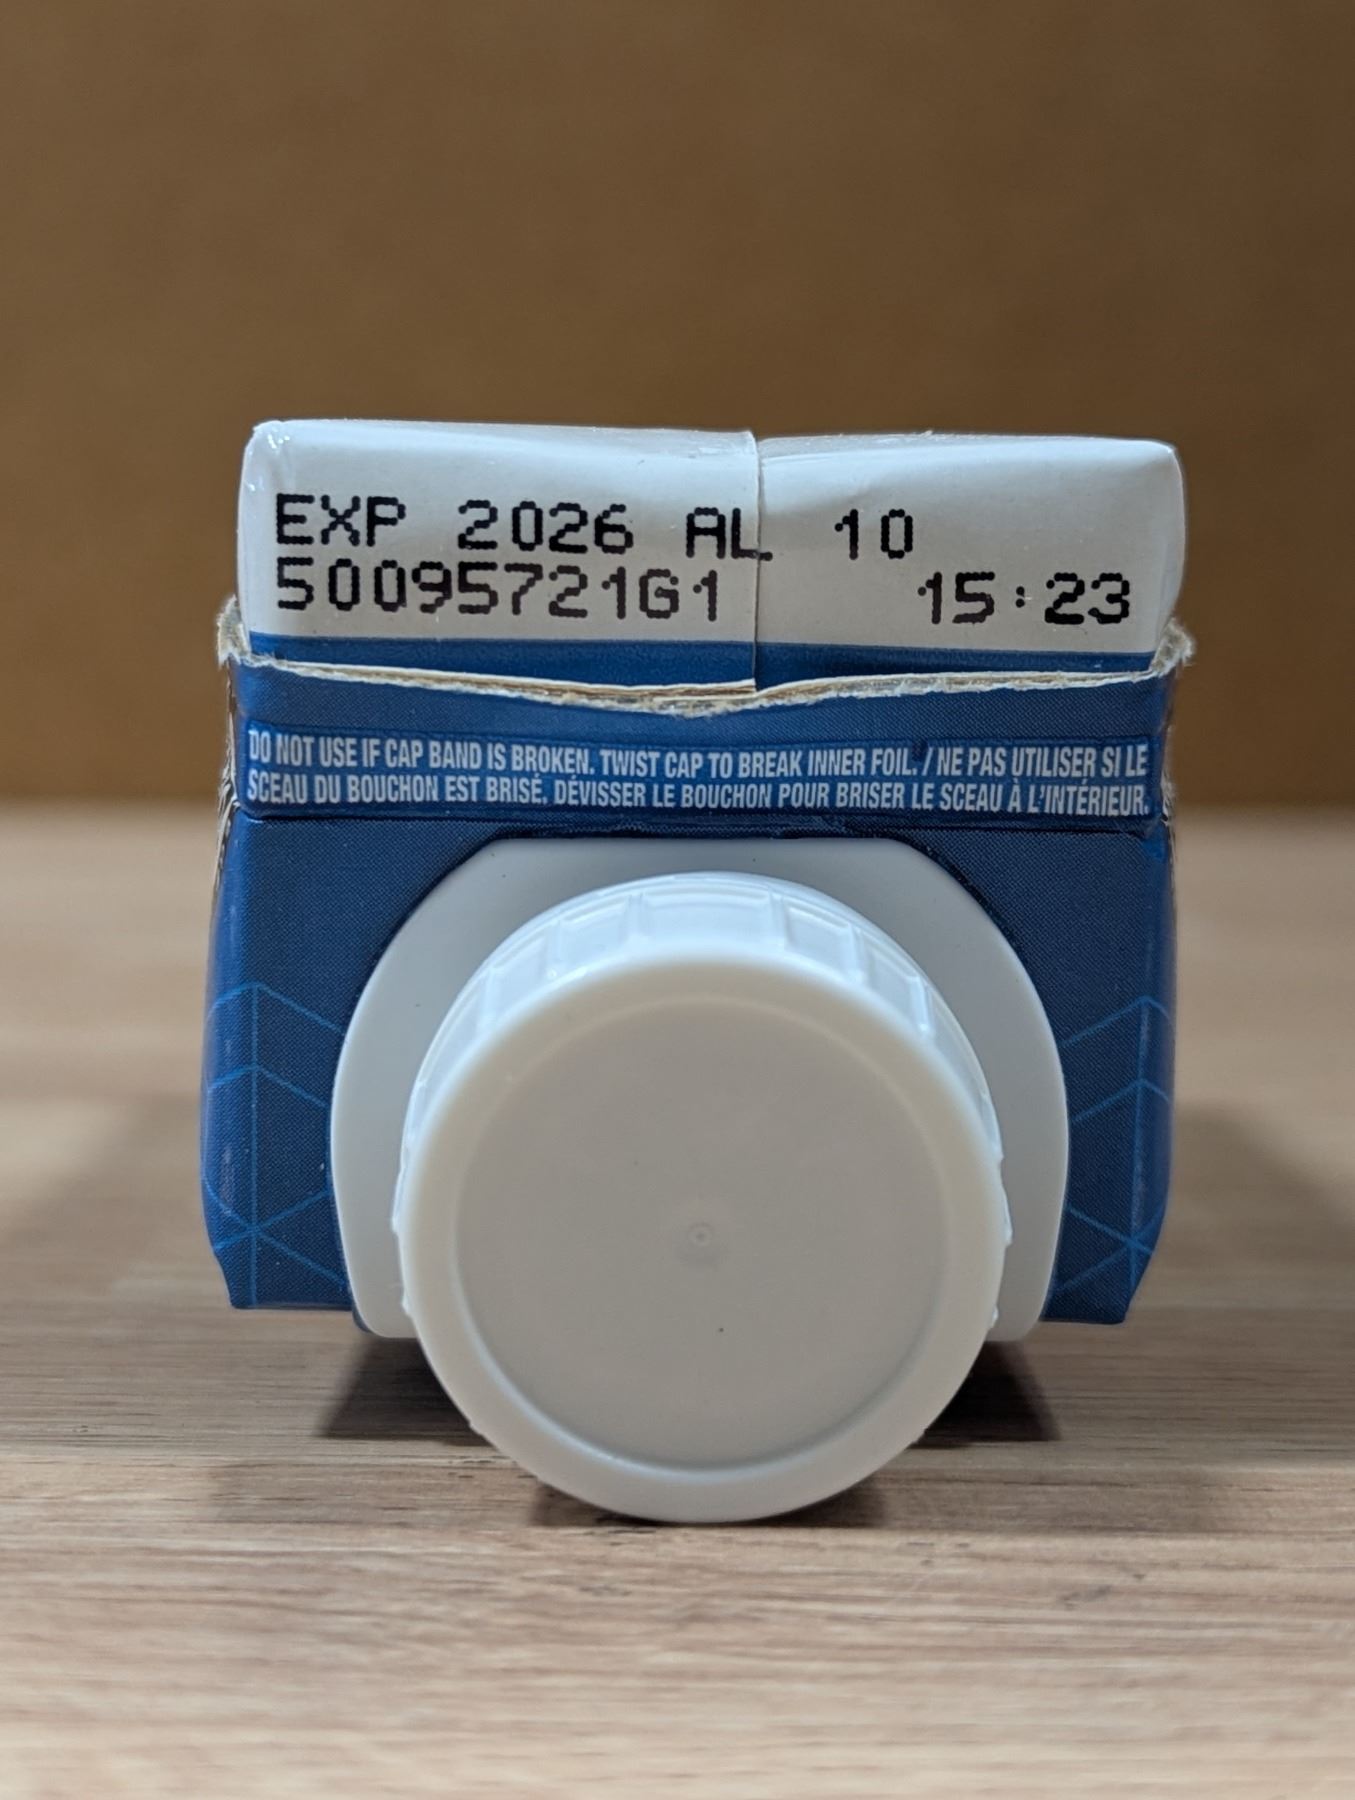 EXP 2026 AL 10
50095721G1 15:23
DO NOT USE IF CAP BAND IS BROKEN. TWIST CAP TO BREAK INNER FOIL. / NE PAS UTILISER SI LE
SCEAU DU BOUCHON EST BRISÉ. DÉVISSER LE BOUCHON POUR BRISER LE SCEAU À L'INTÉRIEUR.